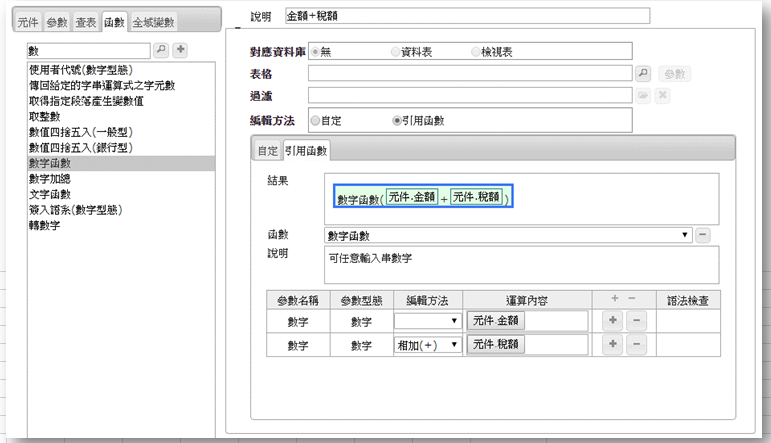 元件 參數 查表 函數 全域變數
數
使用者代號(數字型態)
傳回給定的字串運算式之字元數
取得指定段落產生變數值
取整數
數值四捨五入(一般型)
數值四捨五入(銀行型)
數字函數
數字加總
文字函數
簽入語系(數字型態)
轉數字
說明 金額+稅額
對應資料庫 無 資料表 檢視表
表格 參數
過濾
編輯方法 自定 引用函數
自定 引用函數
結果 數字函數( 元件.金額 + 元件.稅額 )
函數 數字函數
說明 可任意輸入串數字
參數名稱 參數型態 編輯方法 運算內容 + − 語法檢查
數字 數字 元件.金額 + −
數字 數字 相加(+) 元件.稅額 + −